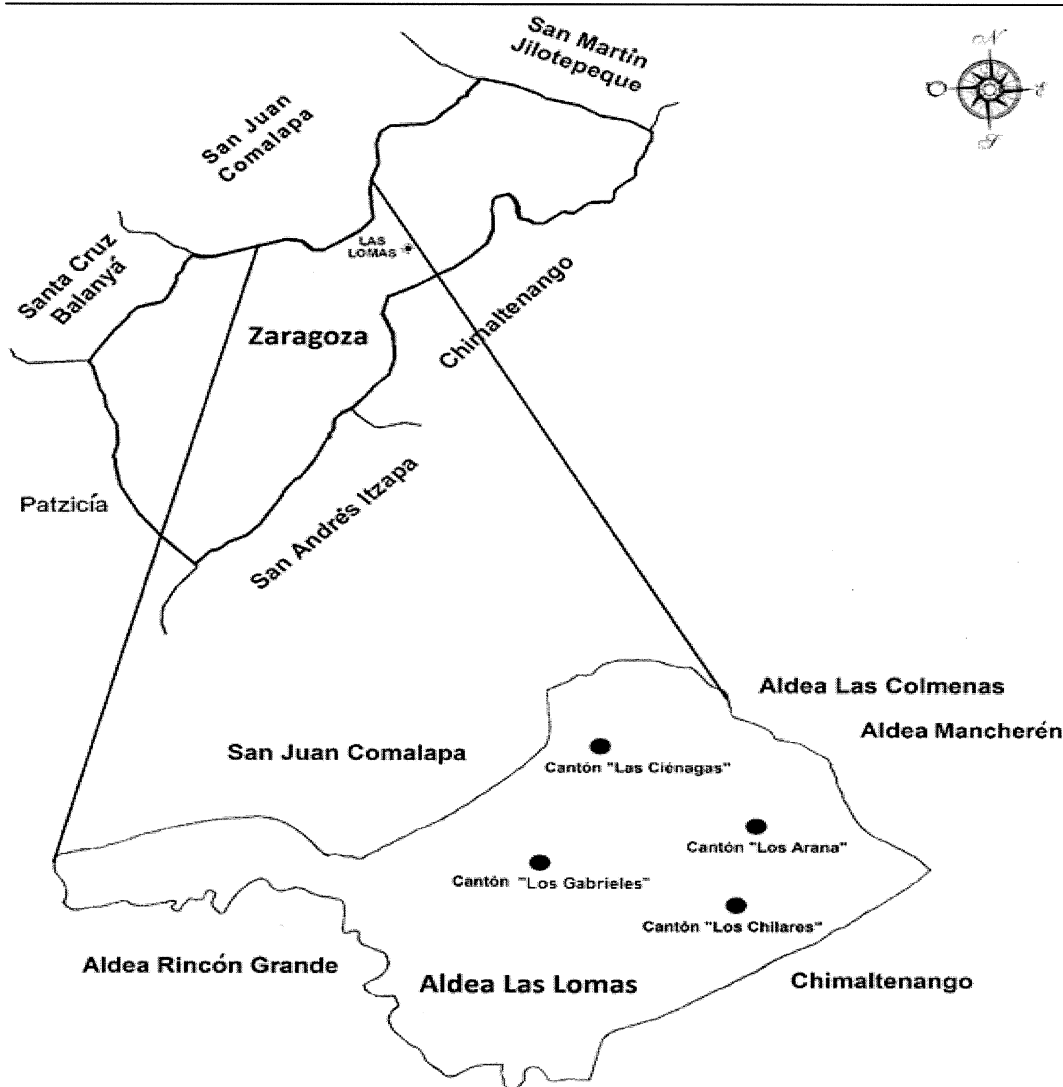 San Martín
Jilotepeque
N
O
E
S
San Juan
Comalapa
Santa Cruz
Balanyá
LAS
LOMAS
Zaragoza
Chimaltenango
Patzicía
San Andrés Itzapa
Aldea Las Colmenas
Aldea Mancherén
San Juan Comalapa
Cantón "Las Ciénagas"
Cantón "Los Arana"
Cantón "Los Gabrieles"
Cantón "Los Chilares"
Aldea Rincón Grande
Aldea Las Lomas
Chimaltenango